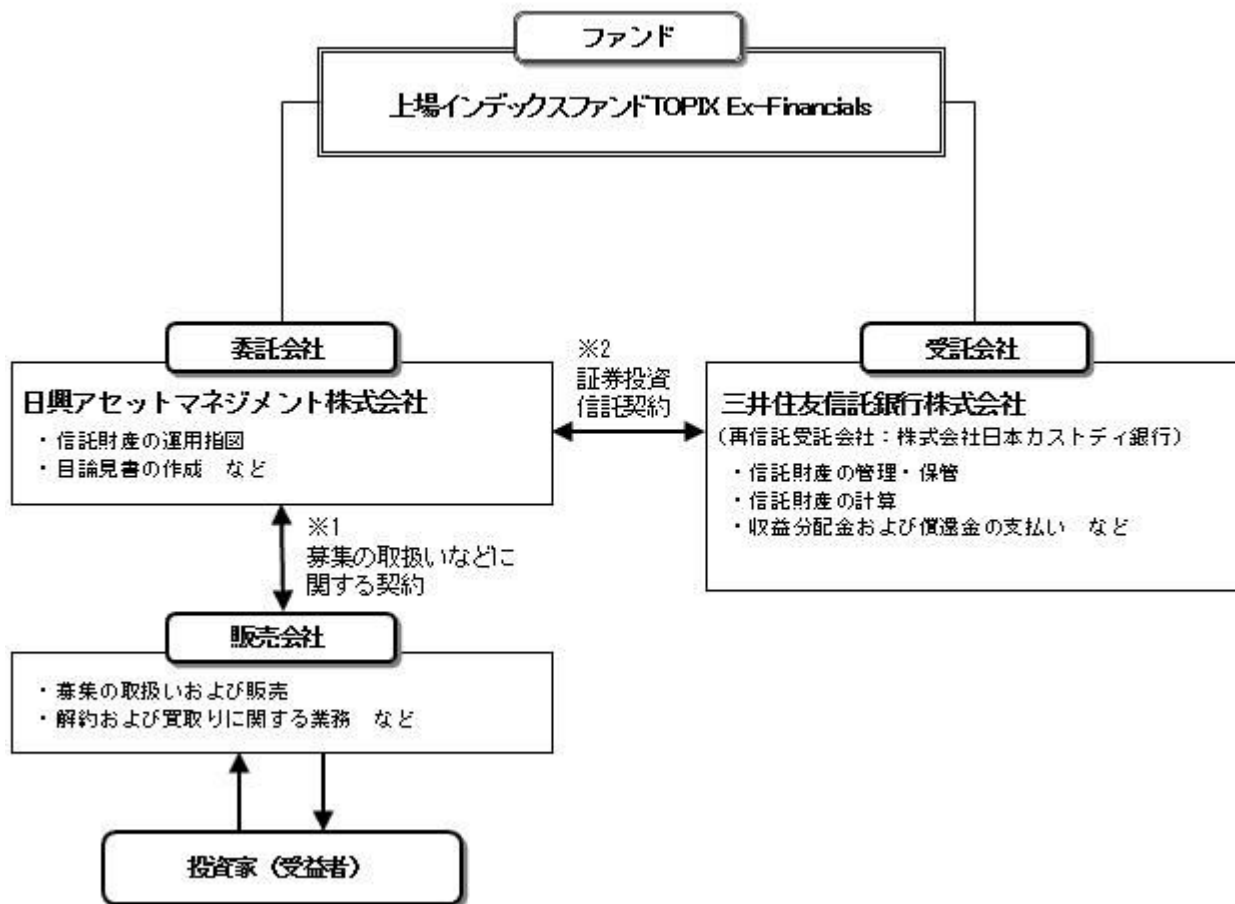 ファンド
上場インデックスファンドTOPIX Ex-Financials
委託会社
日興アセットマネジメント株式会社
・信託財産の運用指図
・目論見書の作成　など
※2
証券投資
信託契約
受託会社
三井住友信託銀行株式会社
（再信託受託会社：株式会社日本カストディ銀行）
・信託財産の管理・保管
・信託財産の計算
・収益分配金および償還金の支払い　など
※1
募集の取扱いなどに
関する契約
販売会社
・募集の取扱いおよび販売
・解約および買取りに関する業務　など
投資家（受益者）